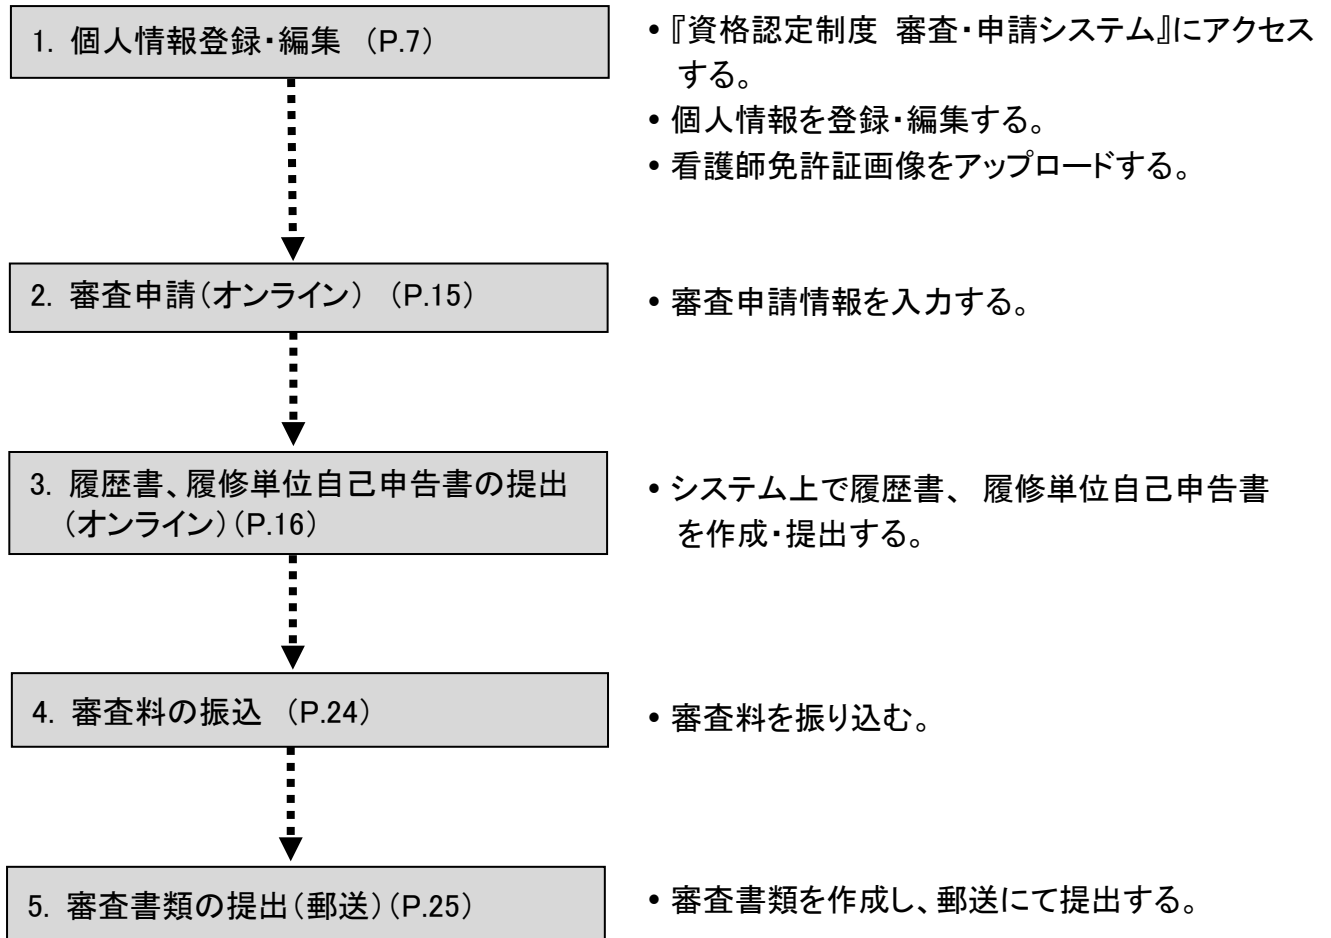 1. 個人情報登録・編集 (P.7)
• 『資格認定制度 審査・申請システム』にアクセス
する。
• 個人情報を登録・編集する。
• 看護師免許証画像をアップロードする。
2. 審査申請(オンライン) (P.15)
• 審査申請情報を入力する。
3. 履歴書、履修単位自己申告書の提出
(オンライン)(P.16)
• システム上で履歴書、 履修単位自己申告書
を作成・提出する。
4. 審査料の振込 (P.24)
• 審査料を振り込む。
5. 審査書類の提出(郵送)(P.25)
• 審査書類を作成し、郵送にて提出する。